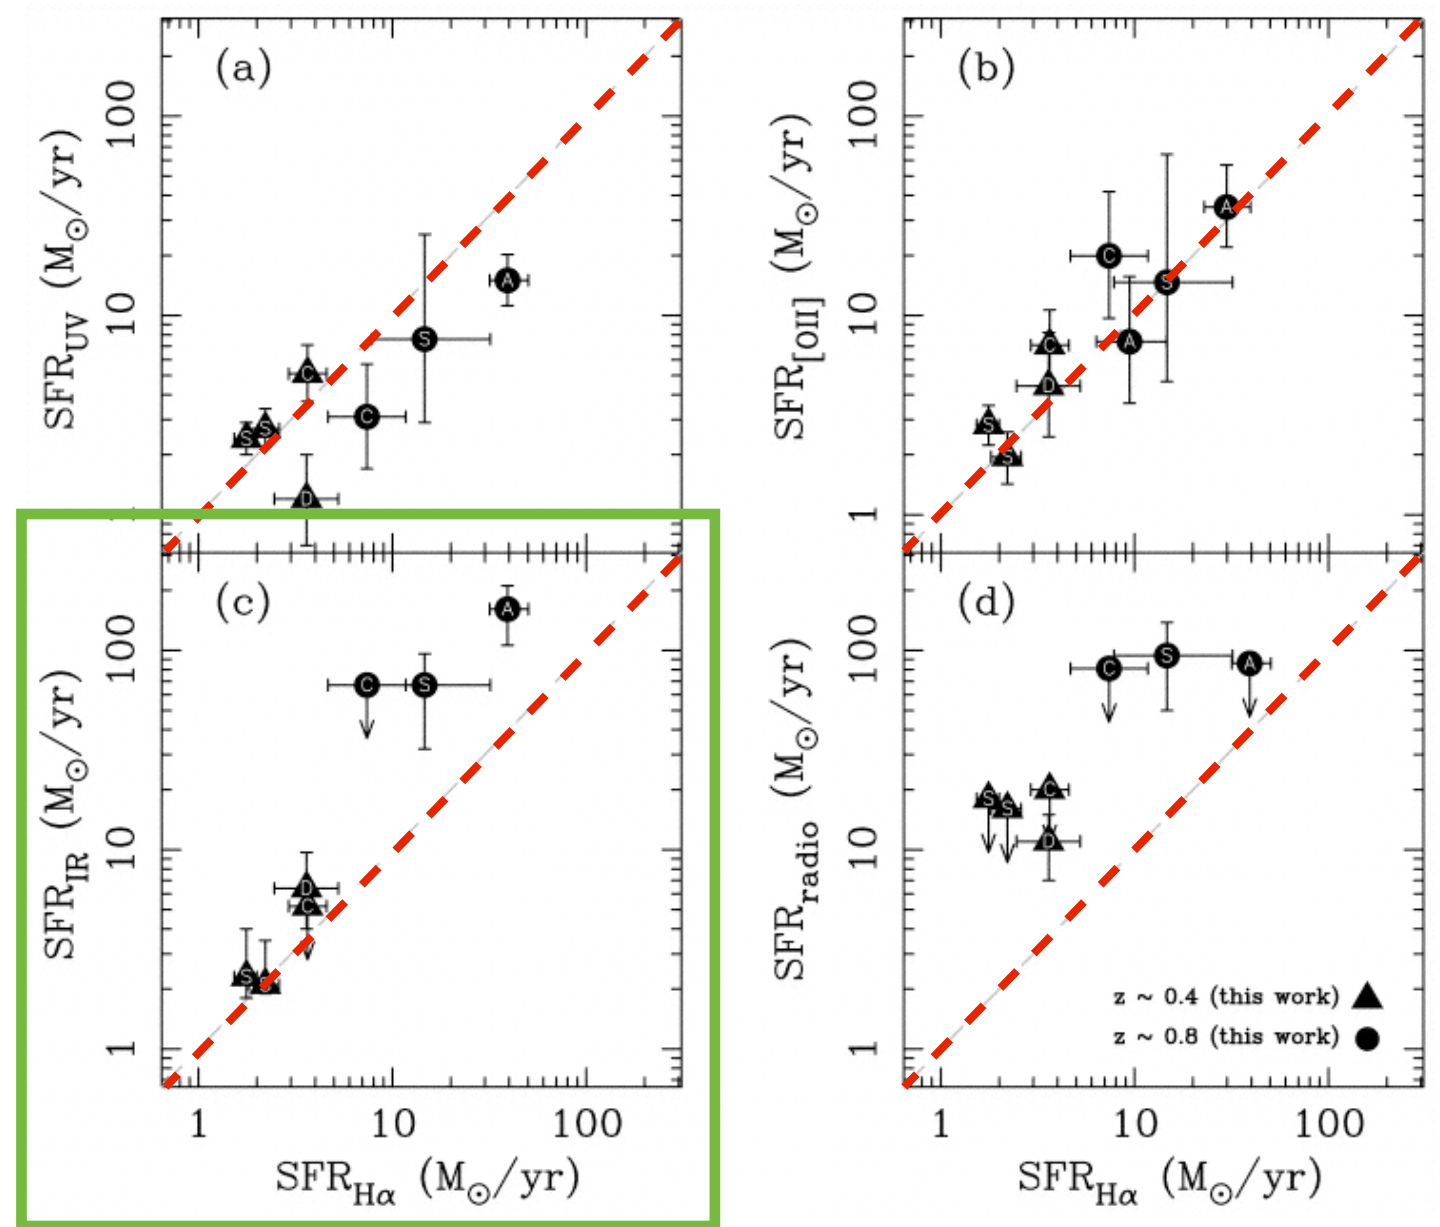 (a)
(b)
100
10
1
SFR_UV (M⊙/yr)
C
S
S
D
C
S
A
100
10
1
SFR_[OII] (M⊙/yr)
C
D
S
S
C
A
S
A
(c)
(d)
100
10
1
SFR_IR (M⊙/yr)
D
C
S
C
S
A
100
10
1
SFR_radio (M⊙/yr)
S
S
C
D
C
S
A
z ~ 0.4 (this work)
z ~ 0.8 (this work)
1 10 100
1 10 100
SFR_Hα (M⊙/yr)
SFR_Hα (M⊙/yr)